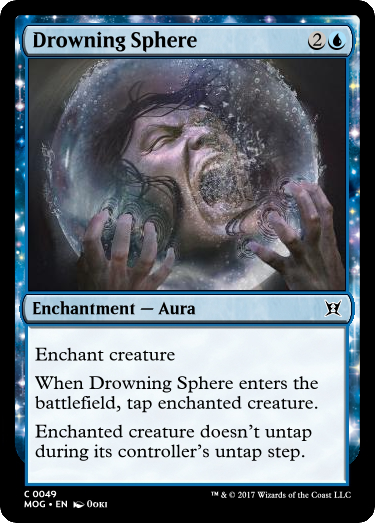 Drowning Sphere 2
Enchantment — Aura
Enchant creature
When Drowning Sphere enters the
battlefield, tap enchanted creature.
Enchanted creature doesn't untap
during its controller's untap step.
C 0049
MOG • EN 0OKI ™ & © 2017 Wizards of the Coast LLC